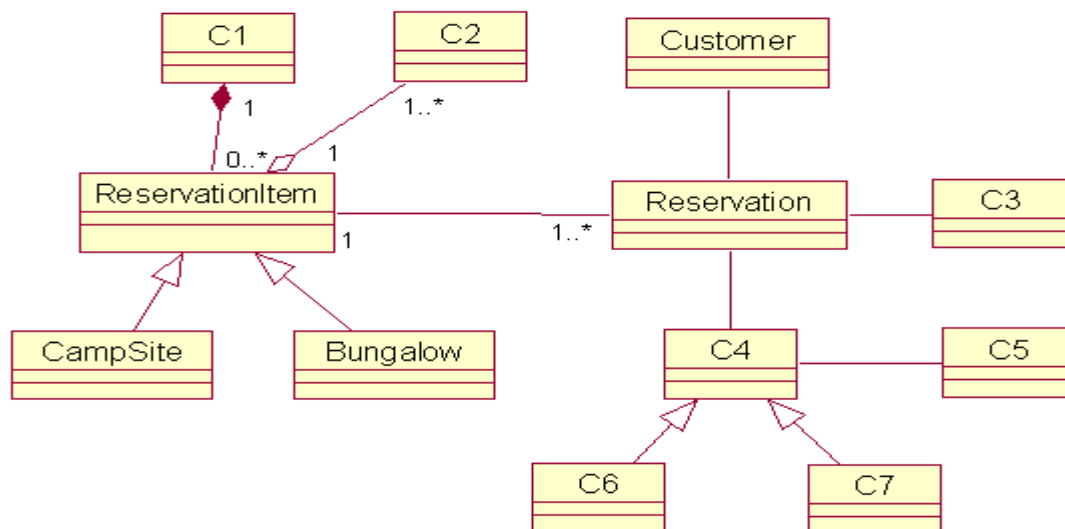 C1
C2
Customer
1
1..*
0..*
1
ReservationItem
Reservation
C3
1
1..*
CampSite
Bungalow
C4
C5
C6
C7